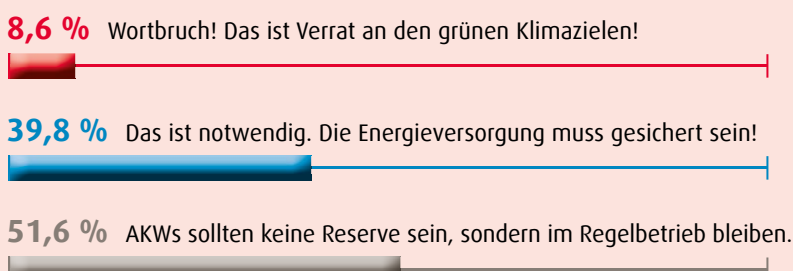 8,6 % Wortbruch! Das ist Verrat an den grünen Klimazielen!
39,8 % Das ist notwendig. Die Energieversorgung muss gesichert sein!
51,6 % AKWs sollten keine Reserve sein, sondern im Regelbetrieb bleiben.